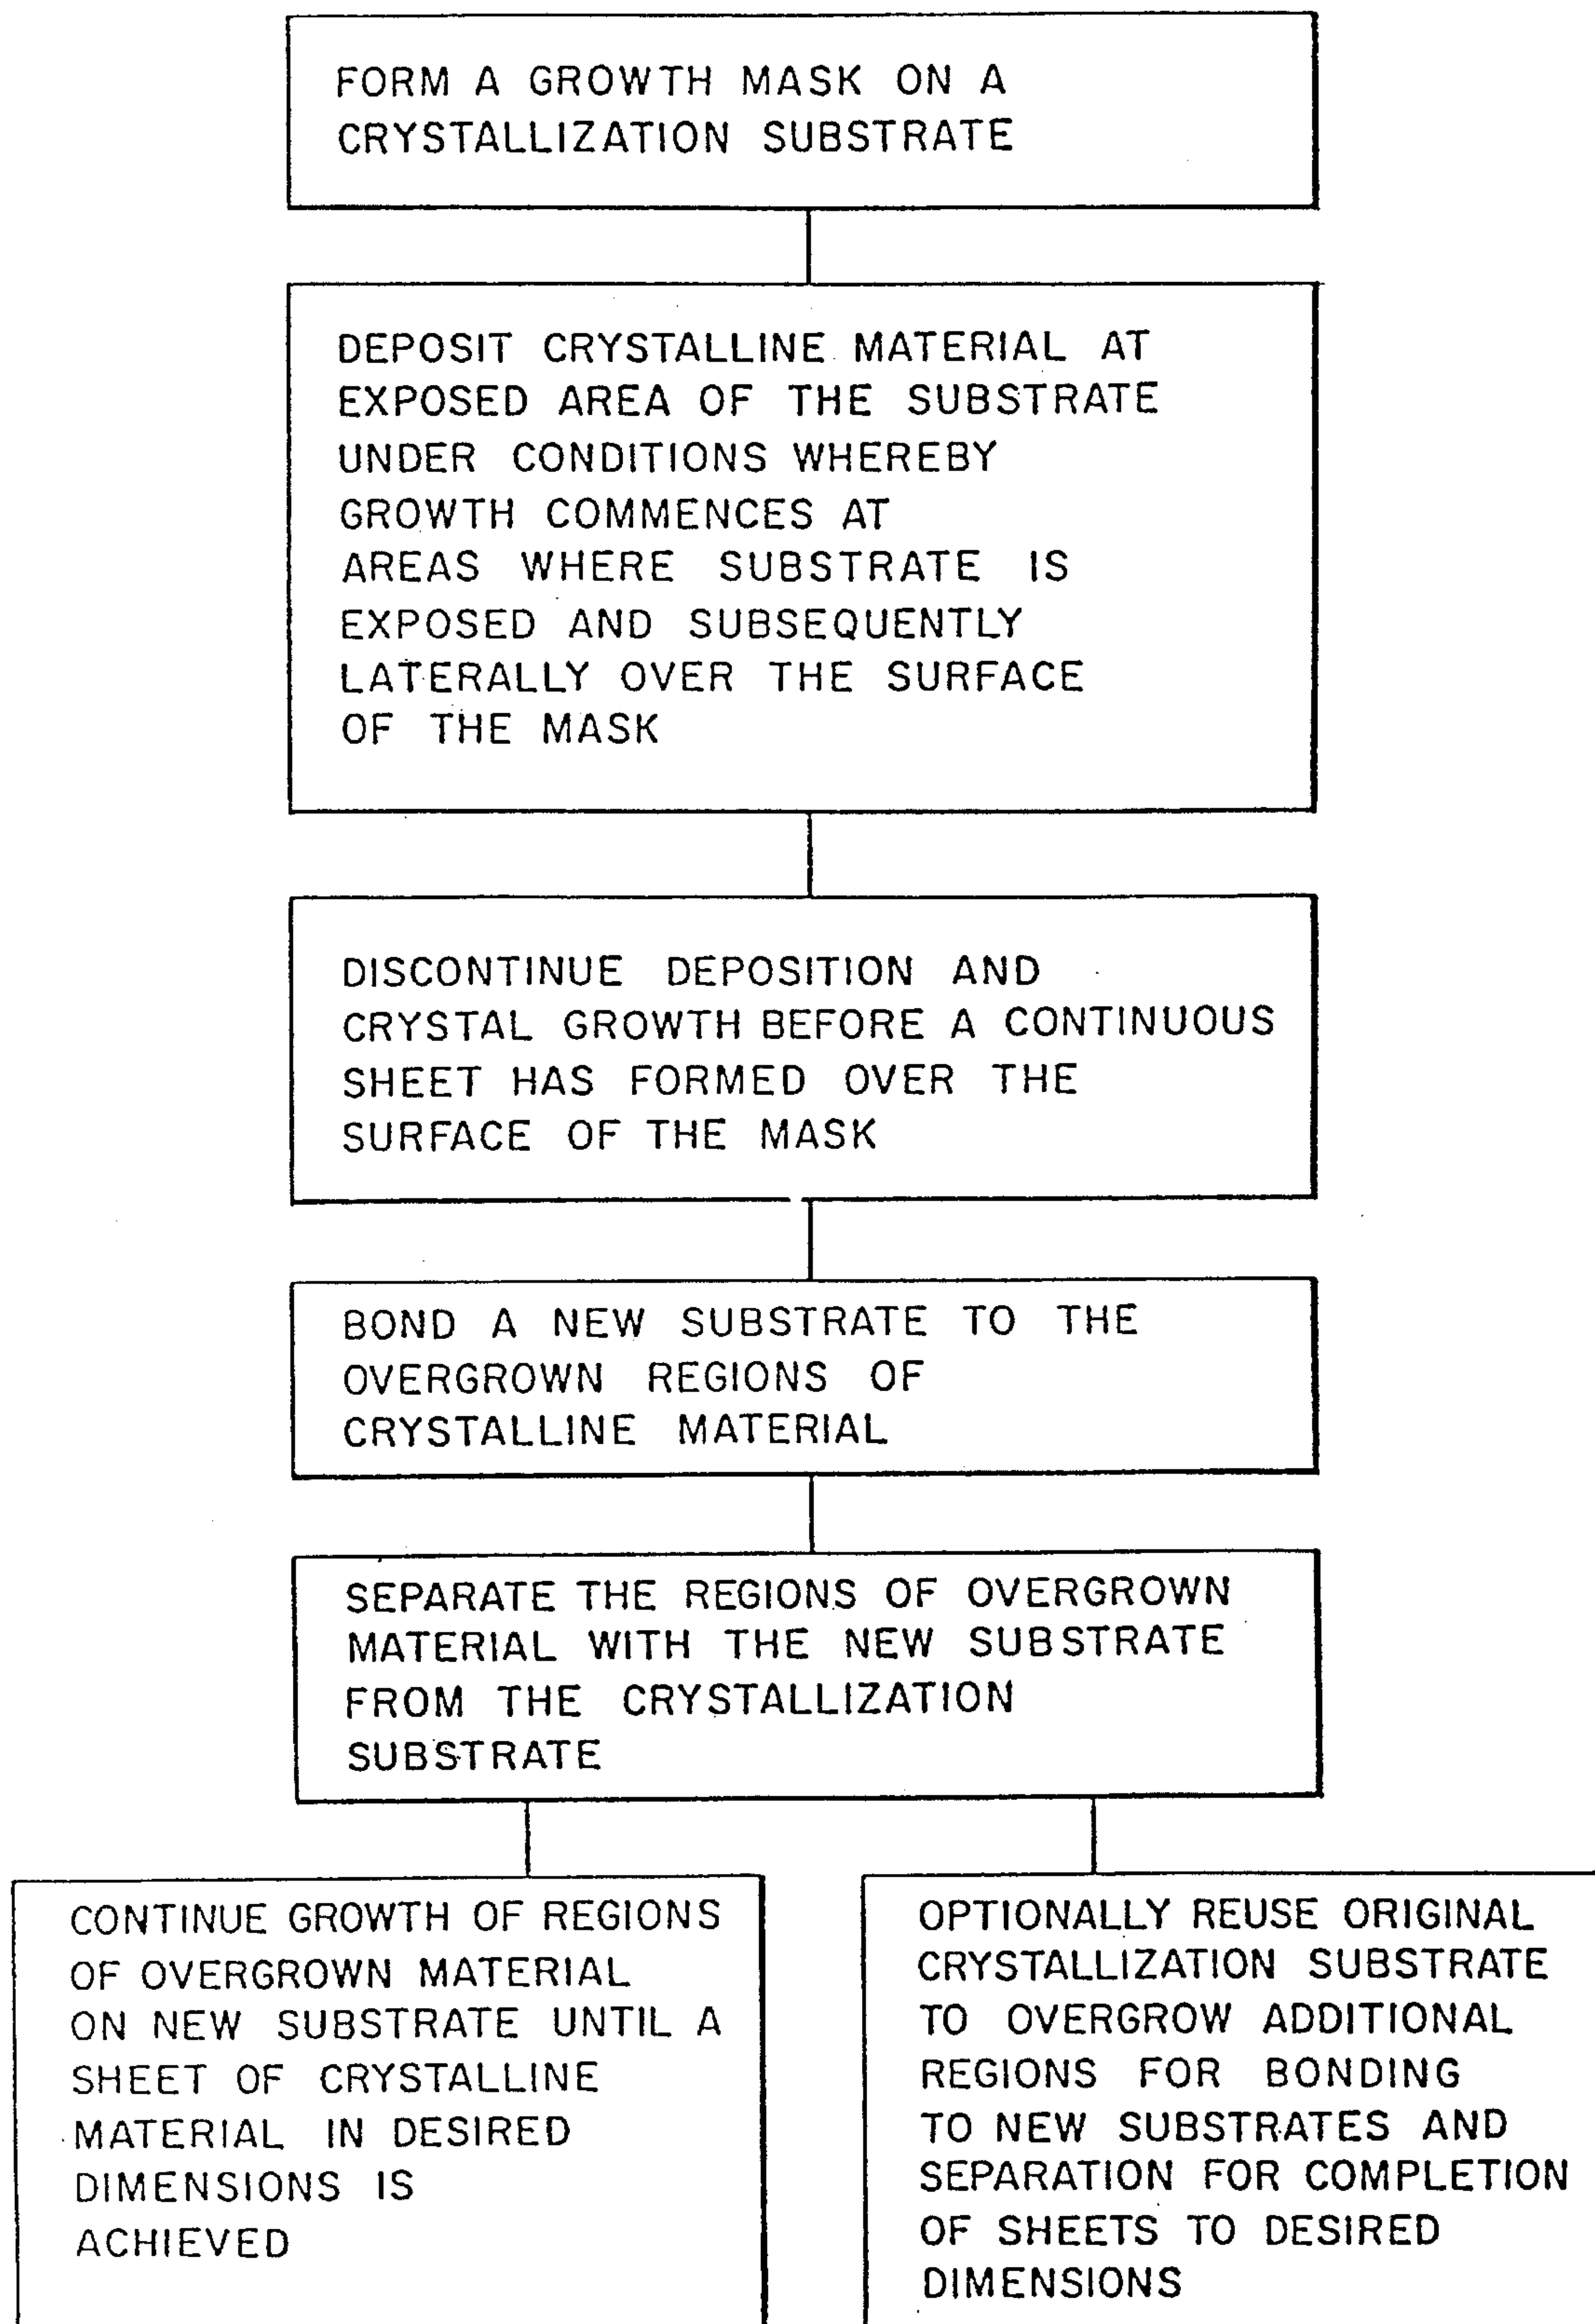 FORM A GROWTH MASK ON A
CRYSTALLIZATION SUBSTRATE
DEPOSIT CRYSTALLINE MATERIAL AT
EXPOSED AREA OF THE SUBSTRATE
UNDER CONDITIONS WHEREBY
GROWTH COMMENCES AT
AREAS WHERE SUBSTRATE IS
EXPOSED AND SUBSEQUENTLY
LATERALLY OVER THE SURFACE
OF THE MASK
DISCONTINUE DEPOSITION AND
CRYSTAL GROWTH BEFORE A CONTINUOUS
SHEET HAS FORMED OVER THE
SURFACE OF THE MASK
BOND A NEW SUBSTRATE TO THE
OVERGROWN REGIONS OF
CRYSTALLINE MATERIAL
SEPARATE THE REGIONS OF OVERGROWN
MATERIAL WITH THE NEW SUBSTRATE
FROM THE CRYSTALLIZATION
SUBSTRATE
CONTINUE GROWTH OF REGIONS
OF OVERGROWN MATERIAL
ON NEW SUBSTRATE UNTIL A
SHEET OF CRYSTALLINE
MATERIAL IN DESIRED
DIMENSIONS IS
ACHIEVED
OPTIONALLY REUSE ORIGINAL
CRYSTALLIZATION SUBSTRATE
TO OVERGROW ADDITIONAL
REGIONS FOR BONDING
TO NEW SUBSTRATES AND
SEPARATION FOR COMPLETION
OF SHEETS TO DESIRED
DIMENSIONS